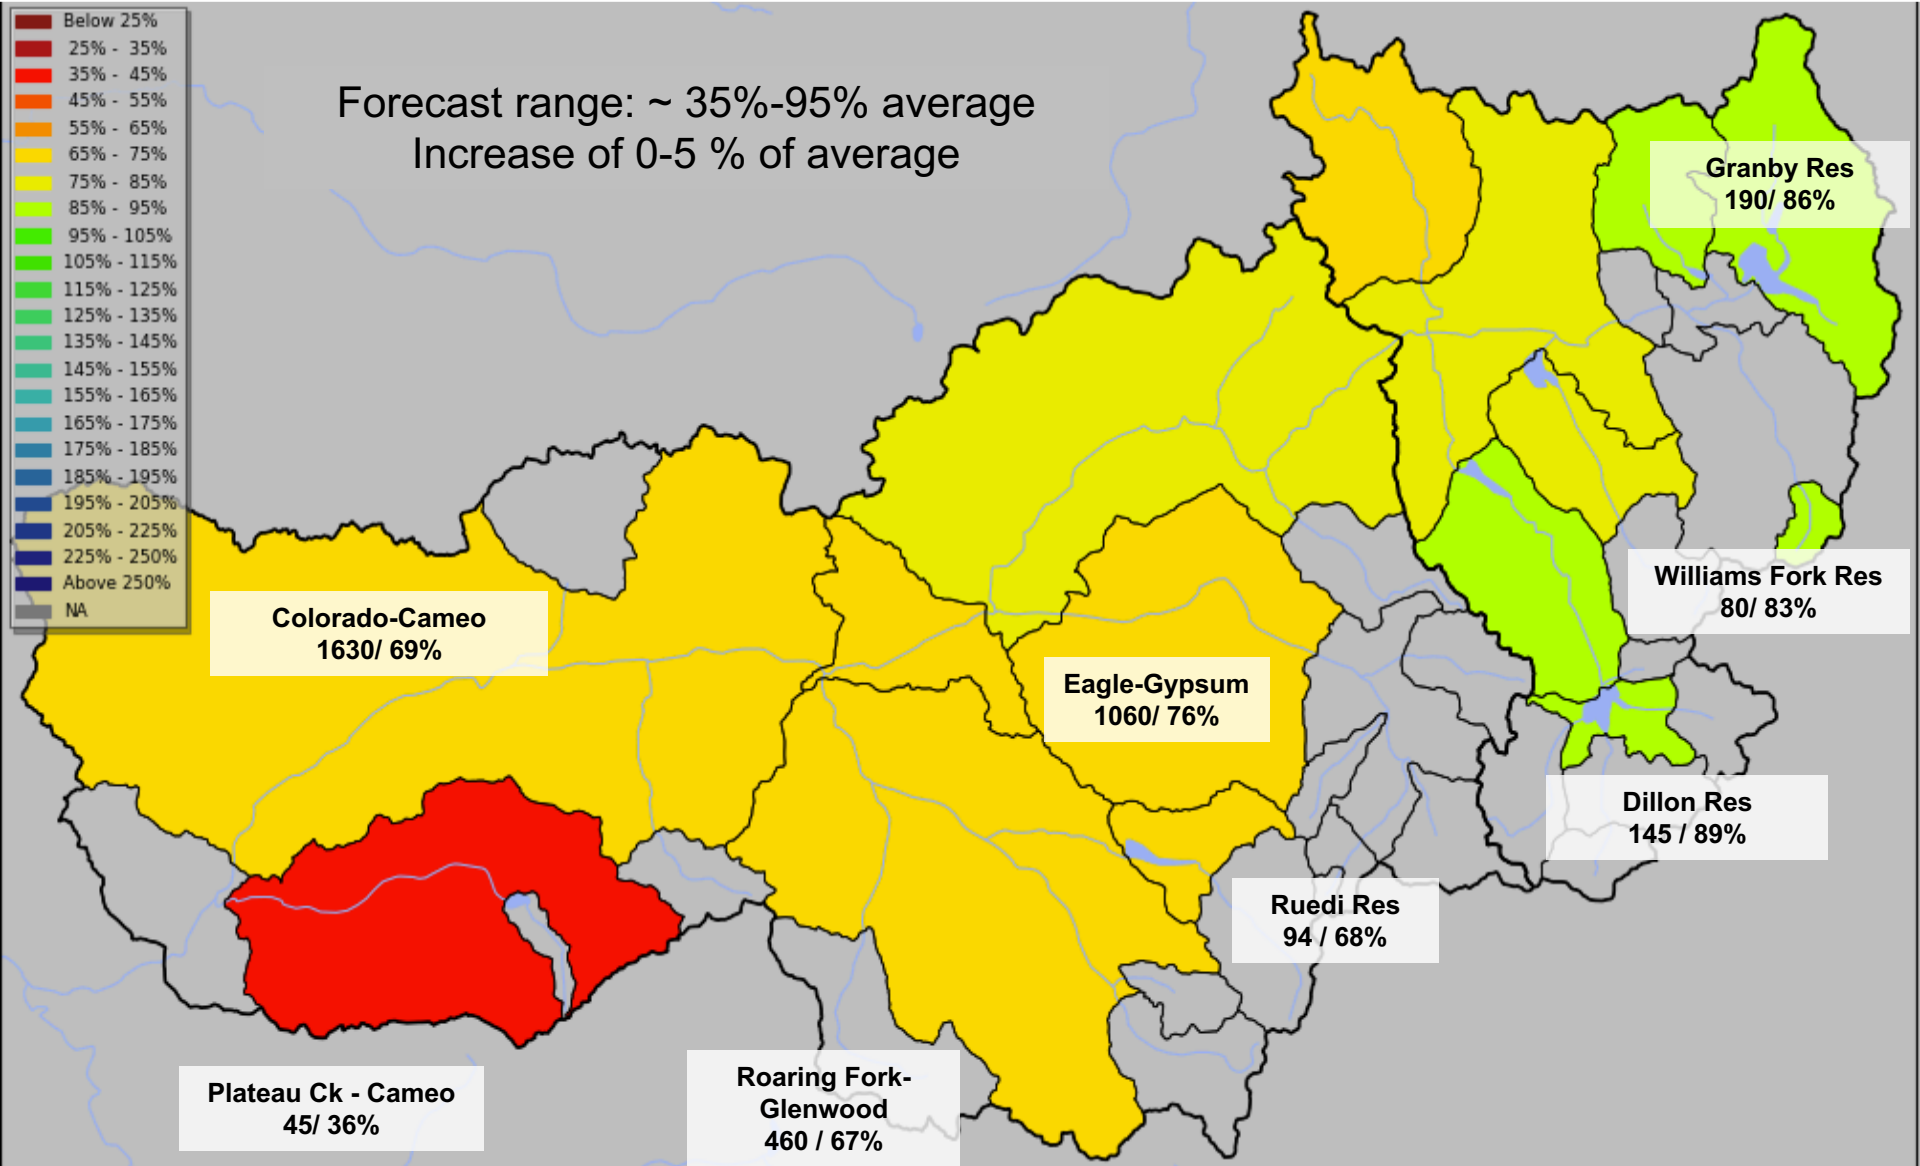 Below 25%
25% - 35%
35% - 45%
45% - 55%
55% - 65%
65% - 75%
75% - 85%
85% - 95%
95% - 105%
105% - 115%
115% - 125%
125% - 135%
135% - 145%
145% - 155%
155% - 165%
165% - 175%
175% - 185%
185% - 195%
195% - 205%
205% - 225%
225% - 250%
Above 250%
NA
Forecast range: ~ 35%-95% average
Increase of 0-5 % of average
Granby Res
190/ 86%
Williams Fork Res
80/ 83%
Colorado-Cameo
1630/ 69%
Eagle-Gypsum
1060/ 76%
Dillon Res
145 / 89%
Ruedi Res
94 / 68%
Plateau Ck - Cameo
45/ 36%
Roaring Fork-
Glenwood
460 / 67%